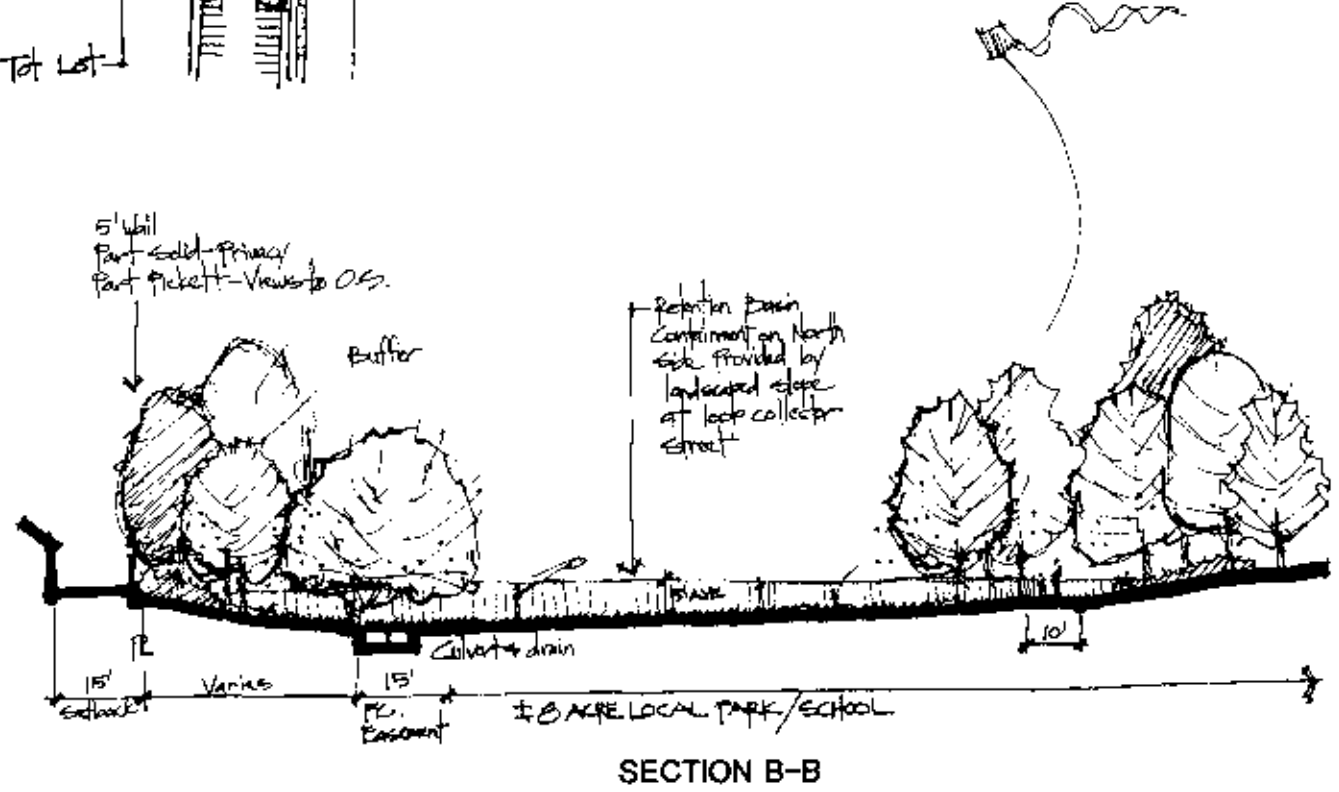 Tot Lot
5' Wall
Part Solid-Privacy
Part Pickett-Views to O.S.
Buffer
Retention Basin
Containment on North
Side Provided by
landscaped slope
at loop collector
street
PL
Culvert & drain
10'
15'
Setback
Varies
15'
F.C.
Easement
± 8 ACRE LOCAL PARK/SCHOOL
SECTION B-B